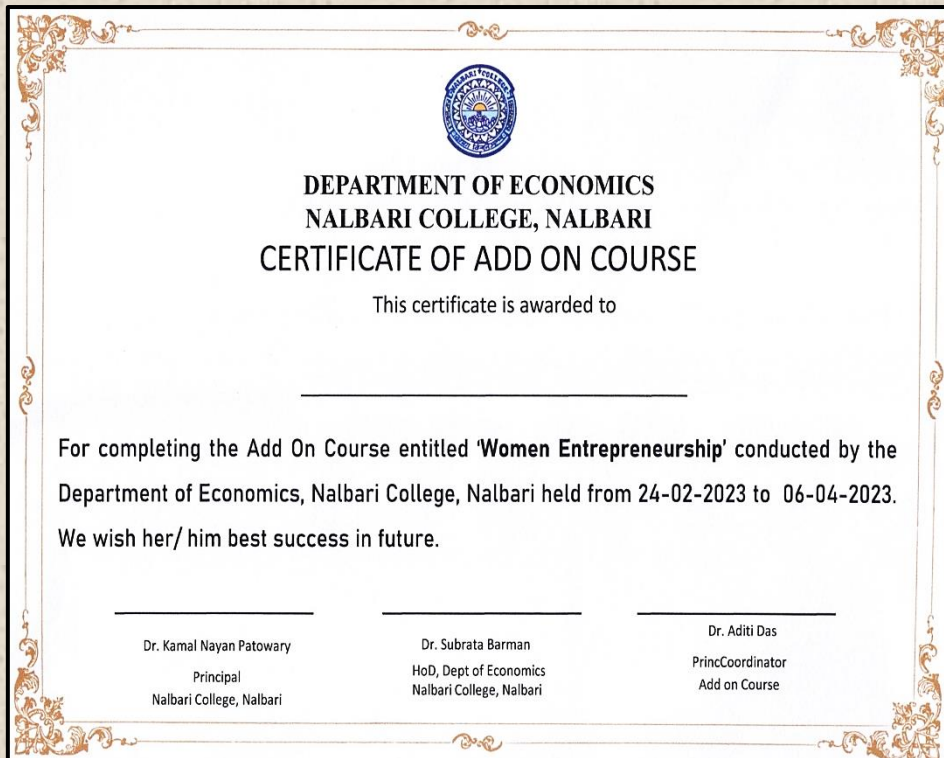 NALBARI COLLEGE
DEPARTMENT OF ECONOMICS
NALBARI COLLEGE, NALBARI
CERTIFICATE OF ADD ON COURSE
This certificate is awarded to
For completing the Add On Course entitled 'Women Entrepreneurship' conducted by the
Department of Economics, Nalbari College, Nalbari held from 24-02-2023 to 06-04-2023.
We wish her/ him best success in future.
Dr. Kamal Nayan Patowary
Principal
Nalbari College, Nalbari
Dr. Subrata Barman
HoD, Dept of Economics
Nalbari College, Nalbari
Dr. Aditi Das
PrincCoordinator
Add on Course